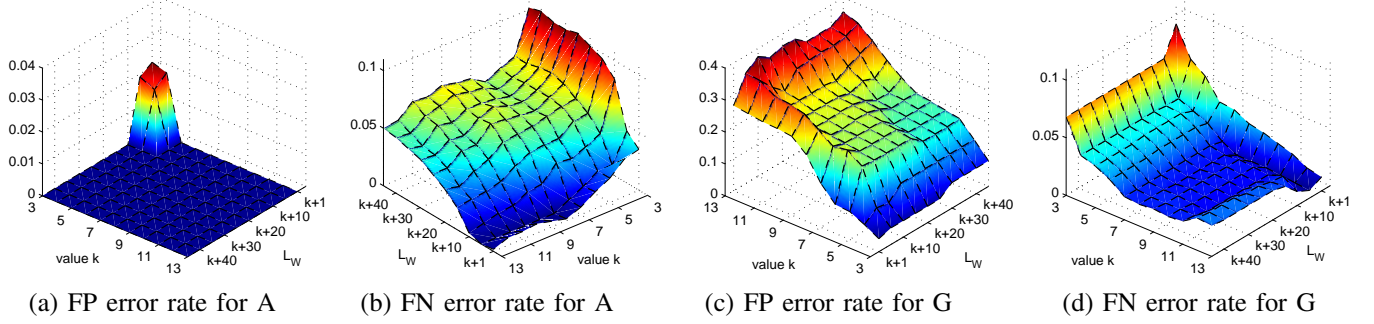 0.04
0.03
0.02
0.01
0
3
5
7
9
11
13
value k
k+40
k+30
k+20
k+10
k+1
L_W
(a) FP error rate for A
0.1
0.05
0
k+40
k+30
k+20
k+10
k+1
L_W
13
11
9
7
5
3
value k
(b) FN error rate for A
0.4
0.3
0.2
0.1
0
13
11
9
7
5
3
value k
k+1
k+10
k+20
k+30
k+40
L_W
(c) FP error rate for G
0.1
0.05
0
3
5
7
9
11
13
value k
k+40
k+30
k+20
k+10
k+1
L_W
(d) FN error rate for G